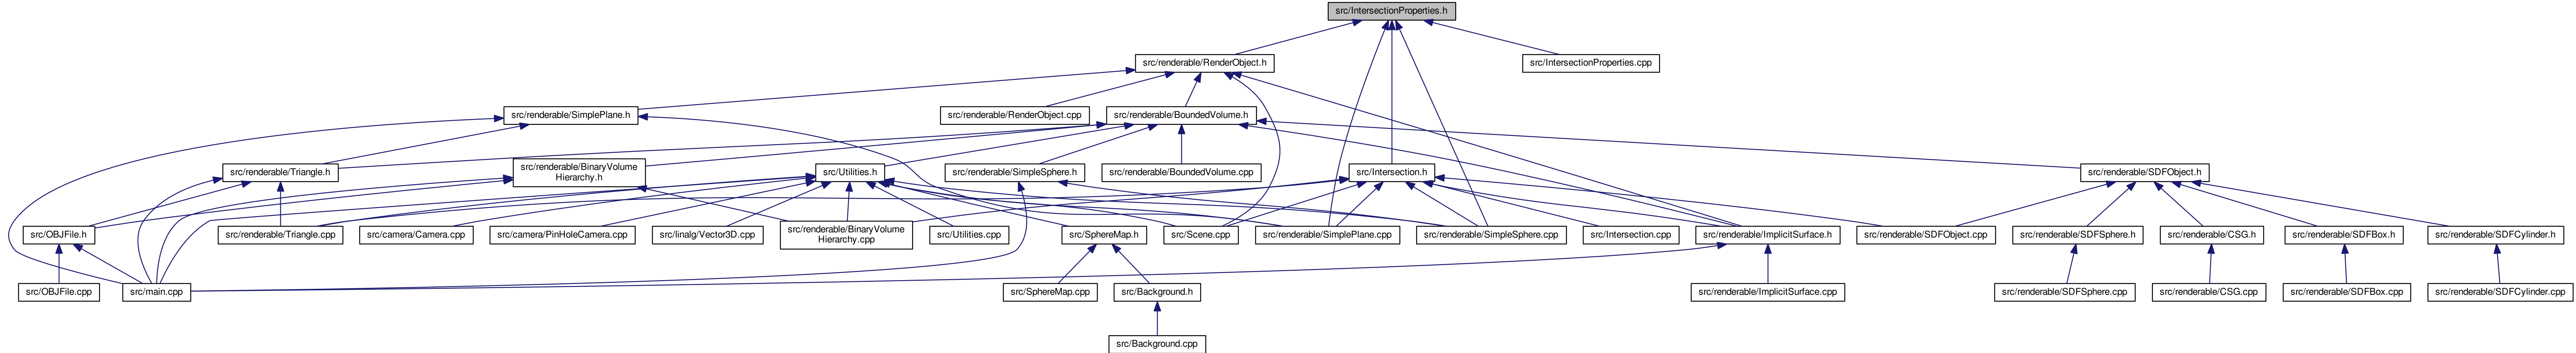 src/IntersectionProperties.h
src/renderable/RenderObject.h
src/IntersectionProperties.cpp
src/renderable/SimplePlane.h
src/renderable/RenderObject.cpp
src/renderable/BoundedVolume.h
src/renderable/Triangle.h
src/renderable/BinaryVolume
Hierarchy.h
src/Utilities.h
src/renderable/SimpleSphere.h
src/renderable/BoundedVolume.cpp
src/Intersection.h
src/renderable/SDFObject.h
src/OBJFile.h
src/renderable/Triangle.cpp
src/camera/Camera.cpp
src/camera/PinHoleCamera.cpp
src/linalg/Vector3D.cpp
src/renderable/BinaryVolume
Hierarchy.cpp
src/Utilities.cpp
src/SphereMap.h
src/Scene.cpp
src/renderable/SimplePlane.cpp
src/renderable/SimpleSphere.cpp
src/Intersection.cpp
src/renderable/ImplicitSurface.h
src/renderable/SDFObject.cpp
src/renderable/SDFSphere.h
src/renderable/CSG.h
src/renderable/SDFBox.h
src/renderable/SDFCylinder.h
src/OBJFile.cpp
src/main.cpp
src/SphereMap.cpp
src/Background.h
src/renderable/ImplicitSurface.cpp
src/renderable/SDFSphere.cpp
src/renderable/CSG.cpp
src/renderable/SDFBox.cpp
src/renderable/SDFCylinder.cpp
src/Background.cpp